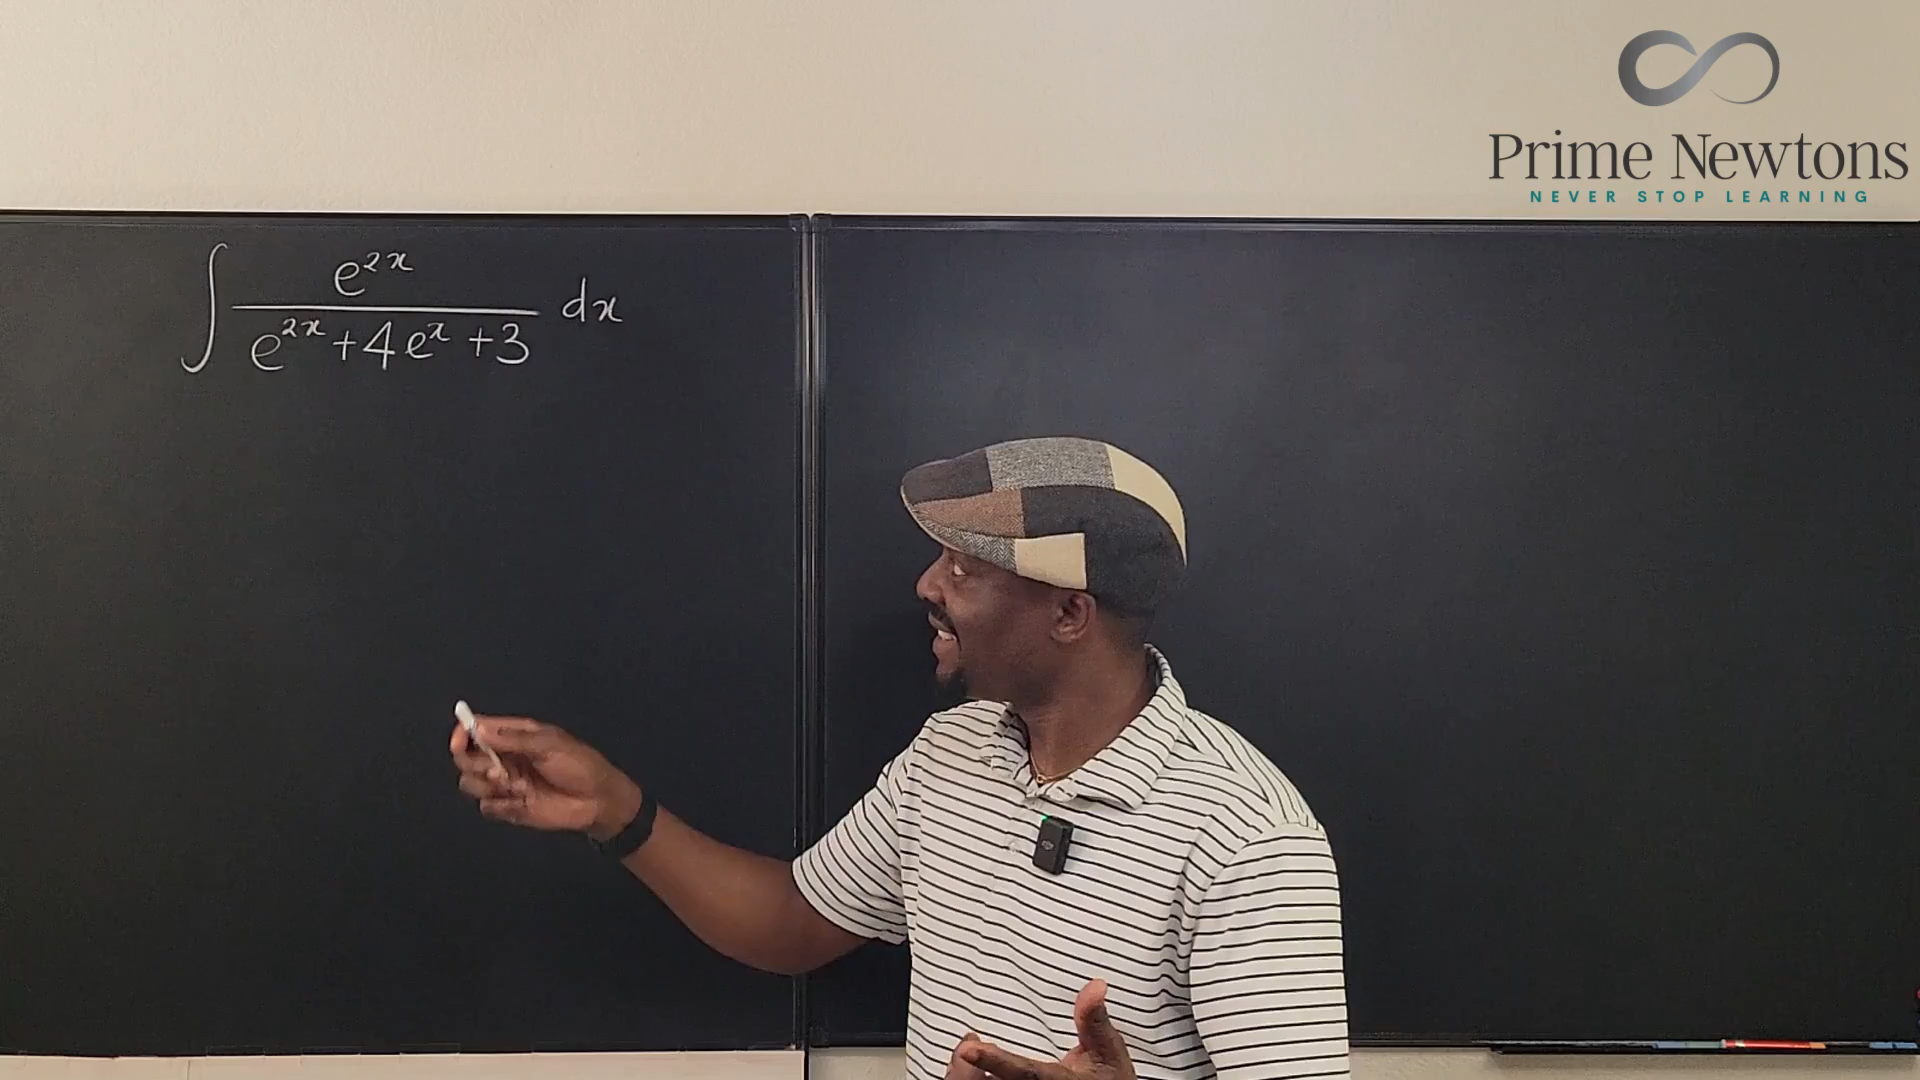 Prime Newtons
NEVER STOP LEARNING
∫ e^{2x} / (e^{2x} + 4e^{x} + 3) dx